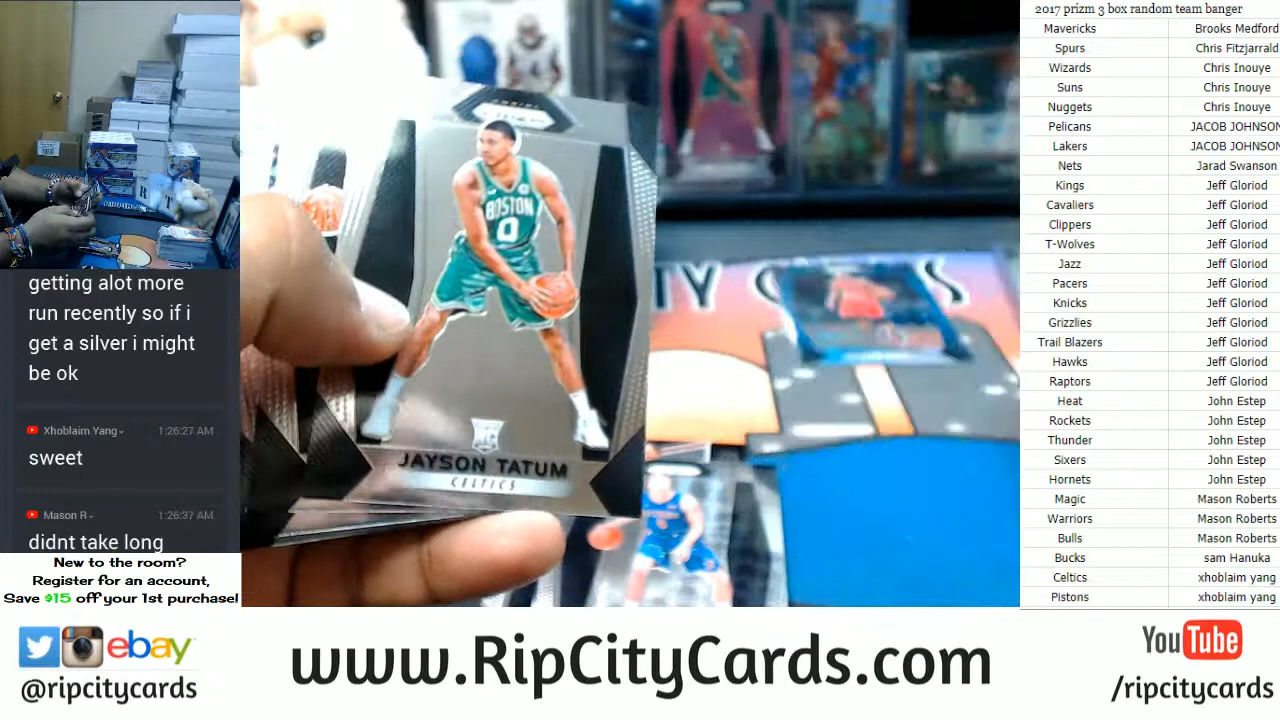 getting alot more
run recently so if i
get a silver i might
be ok
Xhoblaim Yang 1:26:27 AM
sweet
Mason R 1:26:37 AM
didnt take long
New to the room?
Register for an account,
Save $15 off your 1st purchase!
BOSTON
0
JAYSON TATUM
CELTICS
2017 prizm 3 box random team banger
Mavericks Brooks Medford
Spurs Chris Fitzjarrald
Wizards Chris Inouye
Suns Chris Inouye
Nuggets Chris Inouye
Pelicans JACOB JOHNSON
Lakers JACOB JOHNSON
Nets Jarad Swanson
Kings Jeff Gloriod
Cavaliers Jeff Gloriod
Clippers Jeff Gloriod
T-Wolves Jeff Gloriod
Jazz Jeff Gloriod
Pacers Jeff Gloriod
Knicks Jeff Gloriod
Grizzlies Jeff Gloriod
Trail Blazers Jeff Gloriod
Hawks Jeff Gloriod
Raptors Jeff Gloriod
Heat John Estep
Rockets John Estep
Thunder John Estep
Sixers John Estep
Hornets John Estep
Magic Mason Roberts
Warriors Mason Roberts
Bulls Mason Roberts
Bucks sam Hanuka
Celtics xhoblaim yang
Pistons xhoblaim yang
ebay
@ripcitycards
www.RipCityCards.com
YouTube
/ripcitycards